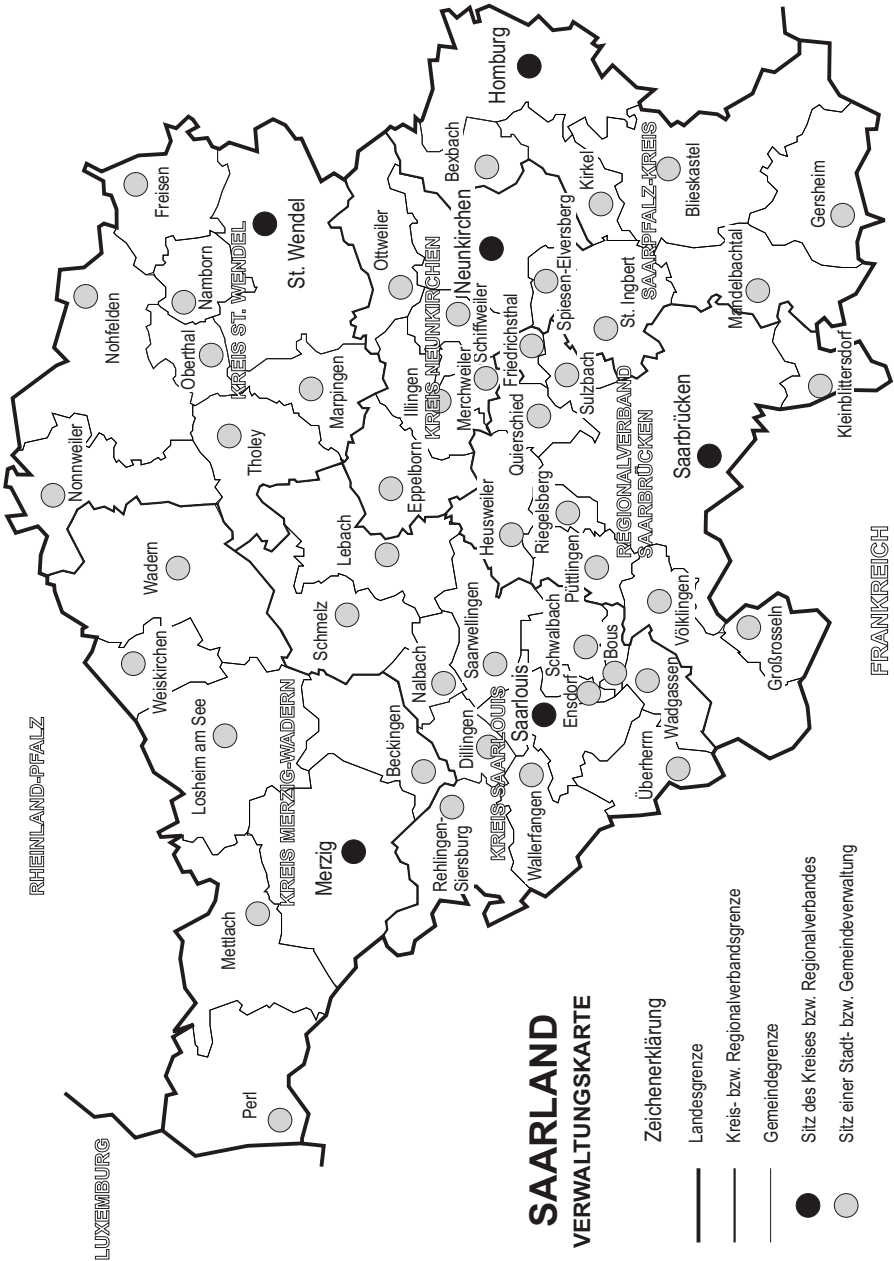 LUXEMBURG
RHEINLAND-PFALZ
FRANKREICH
Perl
Mettlach
Losheim am See
Weiskirchen
Wadern
Nonnweiler
Nohfelden
Freisen
KREIS MERZIG-WADERN
Merzig
Beckingen
Schmelz
Lebach
Tholey
Oberthal
Namborn
KREIS ST. WENDEL
St. Wendel
Marpingen
Rehlingen-
Siersburg
Dillingen
Nalbach
Saarwellingen
KREIS SAARLOUIS
Saarlouis
Wallerfangen
Ensdorf
Schwalbach
Bous
Überherrn
Wadgassen
Eppelborn
Illingen
KREIS NEUNKIRCHEN
Merchweiler
Schiffweiler
Ottweiler
Neunkirchen
Spiesen-Elversberg
Bexbach
Homburg
Kirkel
St. Ingbert
SAARPFALZ-KREIS
Blieskastel
Mandelbachtal
Gersheim
Heusweiler
Riegelsberg
Püttlingen
Quierschied
Friedrichsthal
Sulzbach
REGIONALVERBAND
SAARBRÜCKEN
Saarbrücken
Völklingen
Großrosseln
Kleinblittersdorf
SAARLAND
VERWALTUNGSKARTE
Zeichenerklärung
Landesgrenze
Kreis- bzw. Regionalverbandsgrenze
Gemeindegrenze
Sitz des Kreises bzw. Regionalverbandes
Sitz einer Stadt- bzw. Gemeindeverwaltung